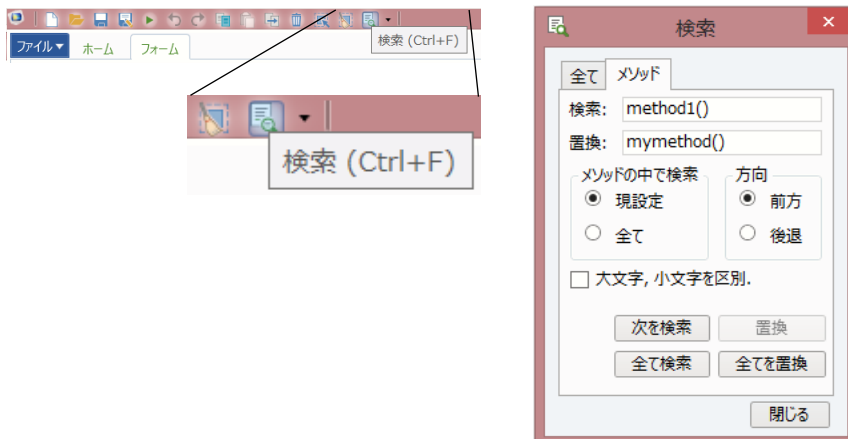 ファイル ホーム フォーム
検索 (Ctrl+F)
検索 (Ctrl+F)
検索
全て メソッド
検索: method1()
置換: mymethod()
メソッドの中で検索 方向
現設定 前方
全て 後退
大文字, 小文字を区別.
次を検索 置換
全て検索 全てを置換
閉じる